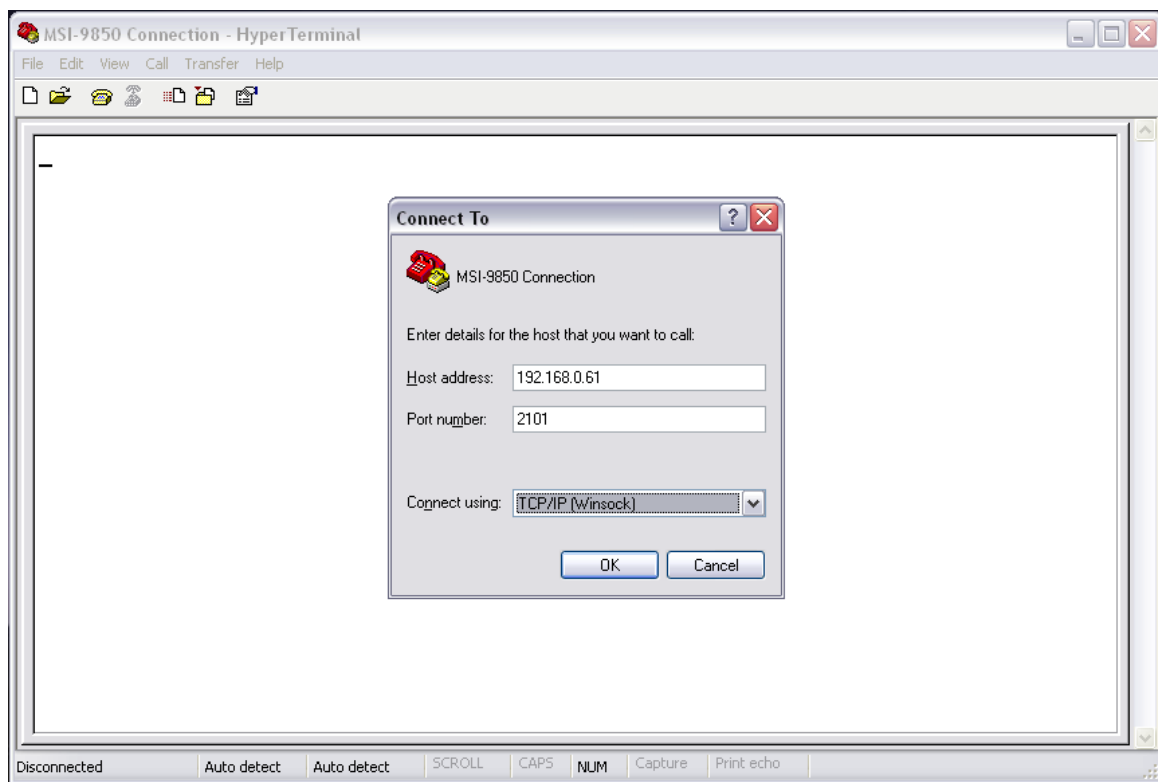 MSI-9850 Connection - HyperTerminal
File Edit View Call Transfer Help
Connect To
MSI-9850 Connection
Enter details for the host that you want to call:
Host address: 192.168.0.61
Port number: 2101
Connect using: TCP/IP (Winsock)
OK Cancel
Disconnected Auto detect Auto detect SCROLL CAPS NUM Capture Print echo